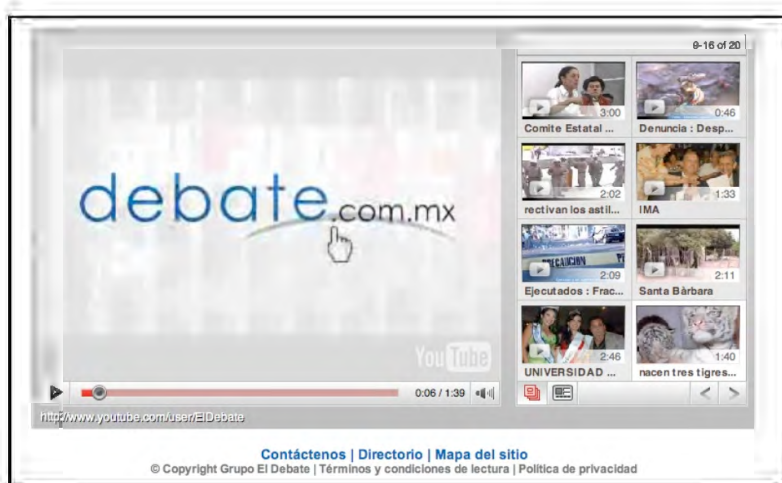 9-16 of 20
debate.com.mx
YouTube
0:06 / 1:39
http://www.youtube.com/user/ElDebate
3:00
0:46
Comite Estatal ...
Denuncia : Desp...
2:02
1:33
rectivan los astil...
IMA
PRECAUCION
2:09
2:11
Ejecutados : Frac...
Santa Bàrbara
2:46
1:40
UNIVERSIDAD ...
nacen tres tigres...
Contáctenos | Directorio | Mapa del sitio
© Copyright Grupo El Debate | Términos y condiciones de lectura | Política de privacidad